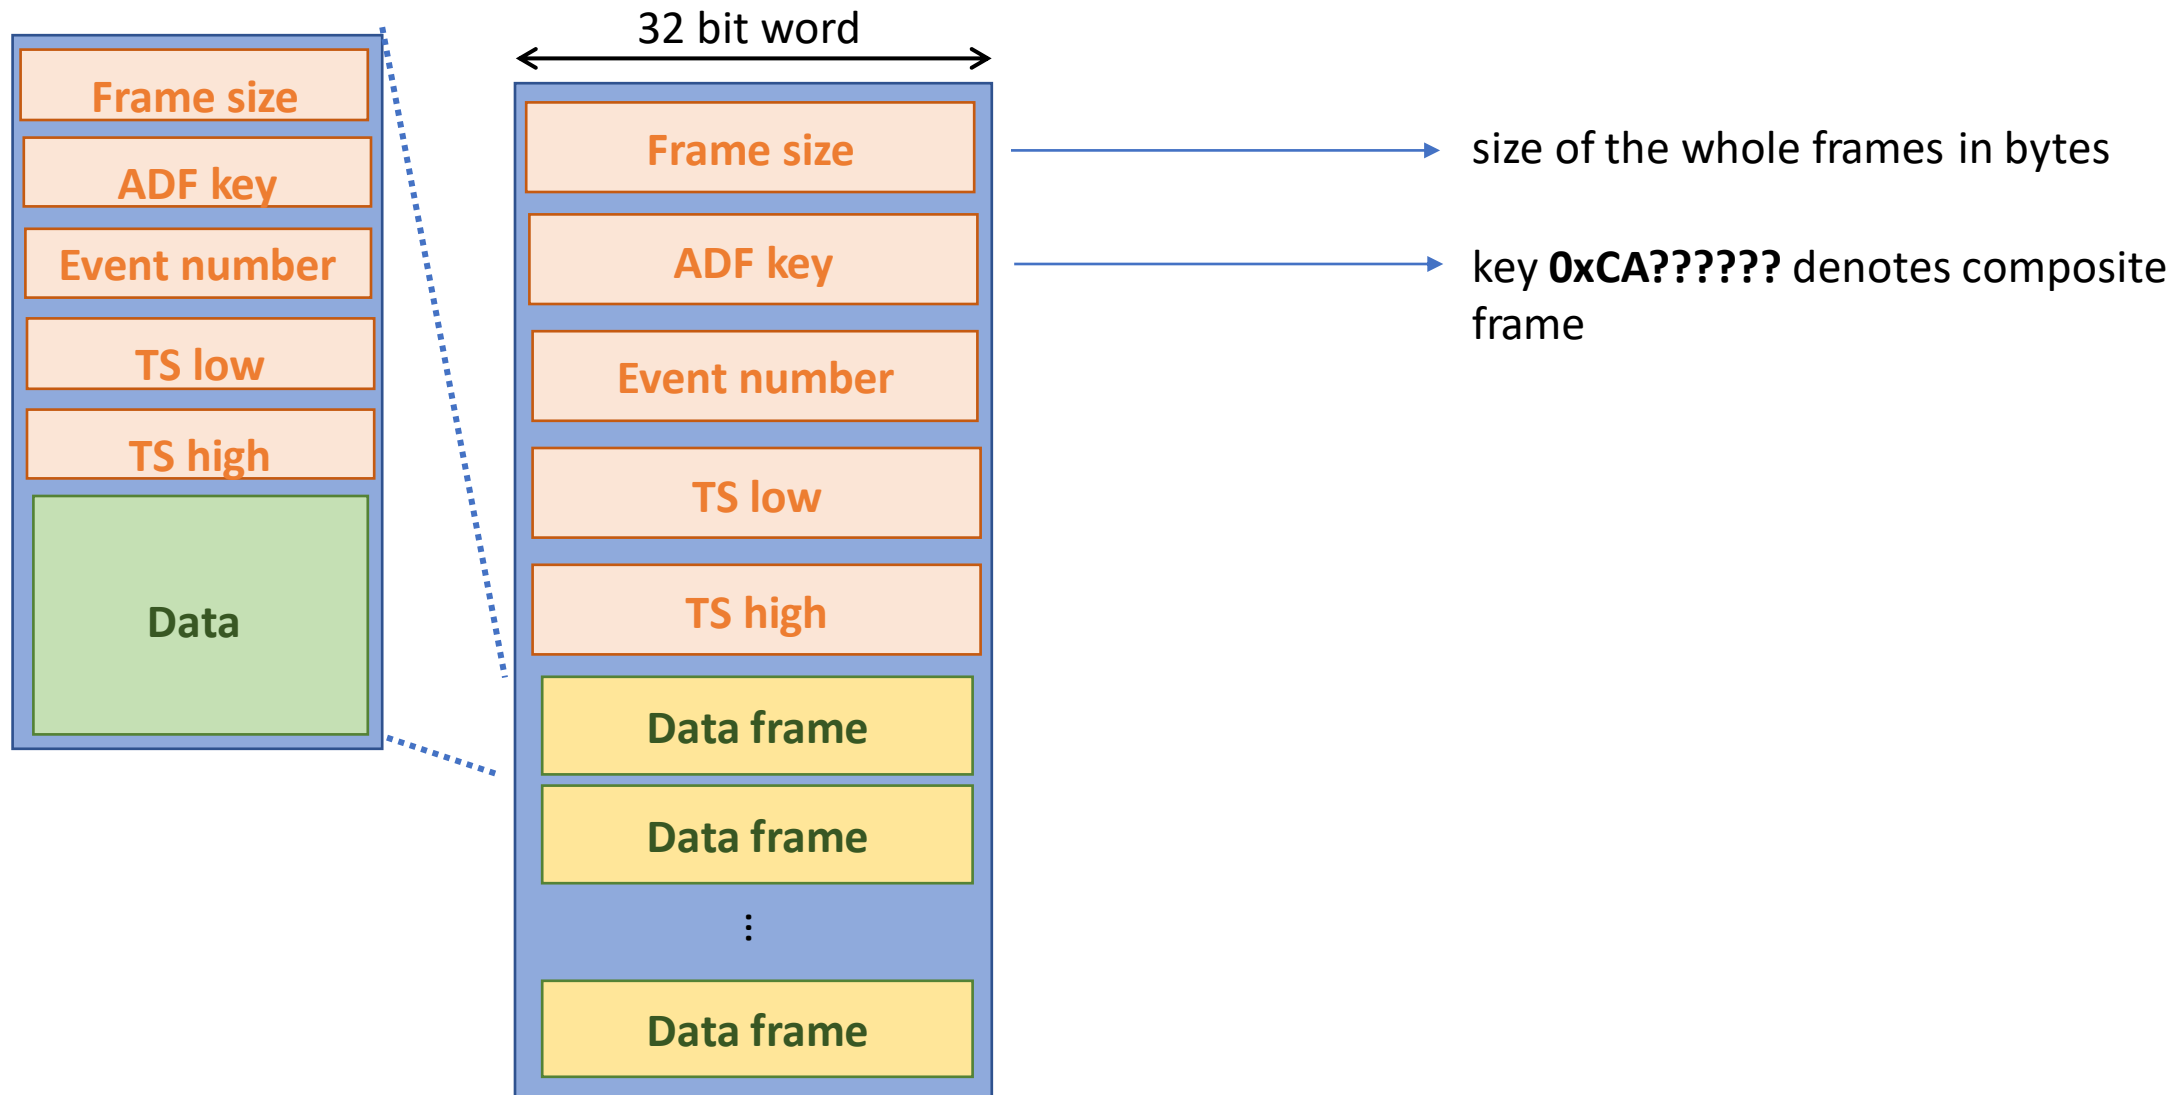 Frame size
ADF key
Event number
TS low
TS high
Data
32 bit word
Frame size
ADF key
Event number
TS low
TS high
Data frame
Data frame
...
Data frame
size of the whole frames in bytes
key 0xCA?????? denotes composite
frame